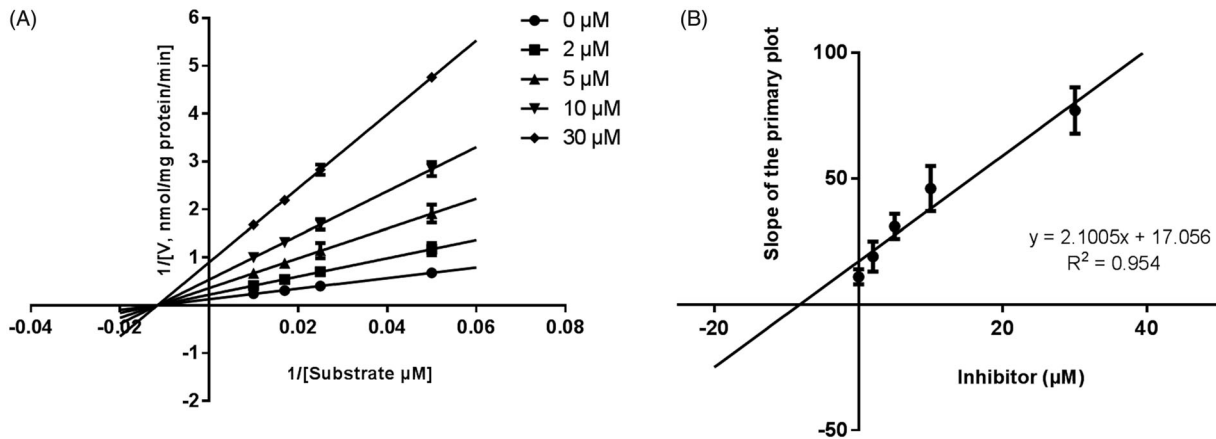 (A)
6
5
4
3
2
1
-1
-2
-0.04
-0.02
0.02
0.04
0.06
0.08
1/[V, nmol/mg protein/min]
1/[Substrate µM]
0 µM
2 µM
5 µM
10 µM
30 µM
(B)
100
50
-50
-20
20
40
Slope of the primary plot
Inhibitor (µM)
y = 2.1005x + 17.056
R² = 0.954